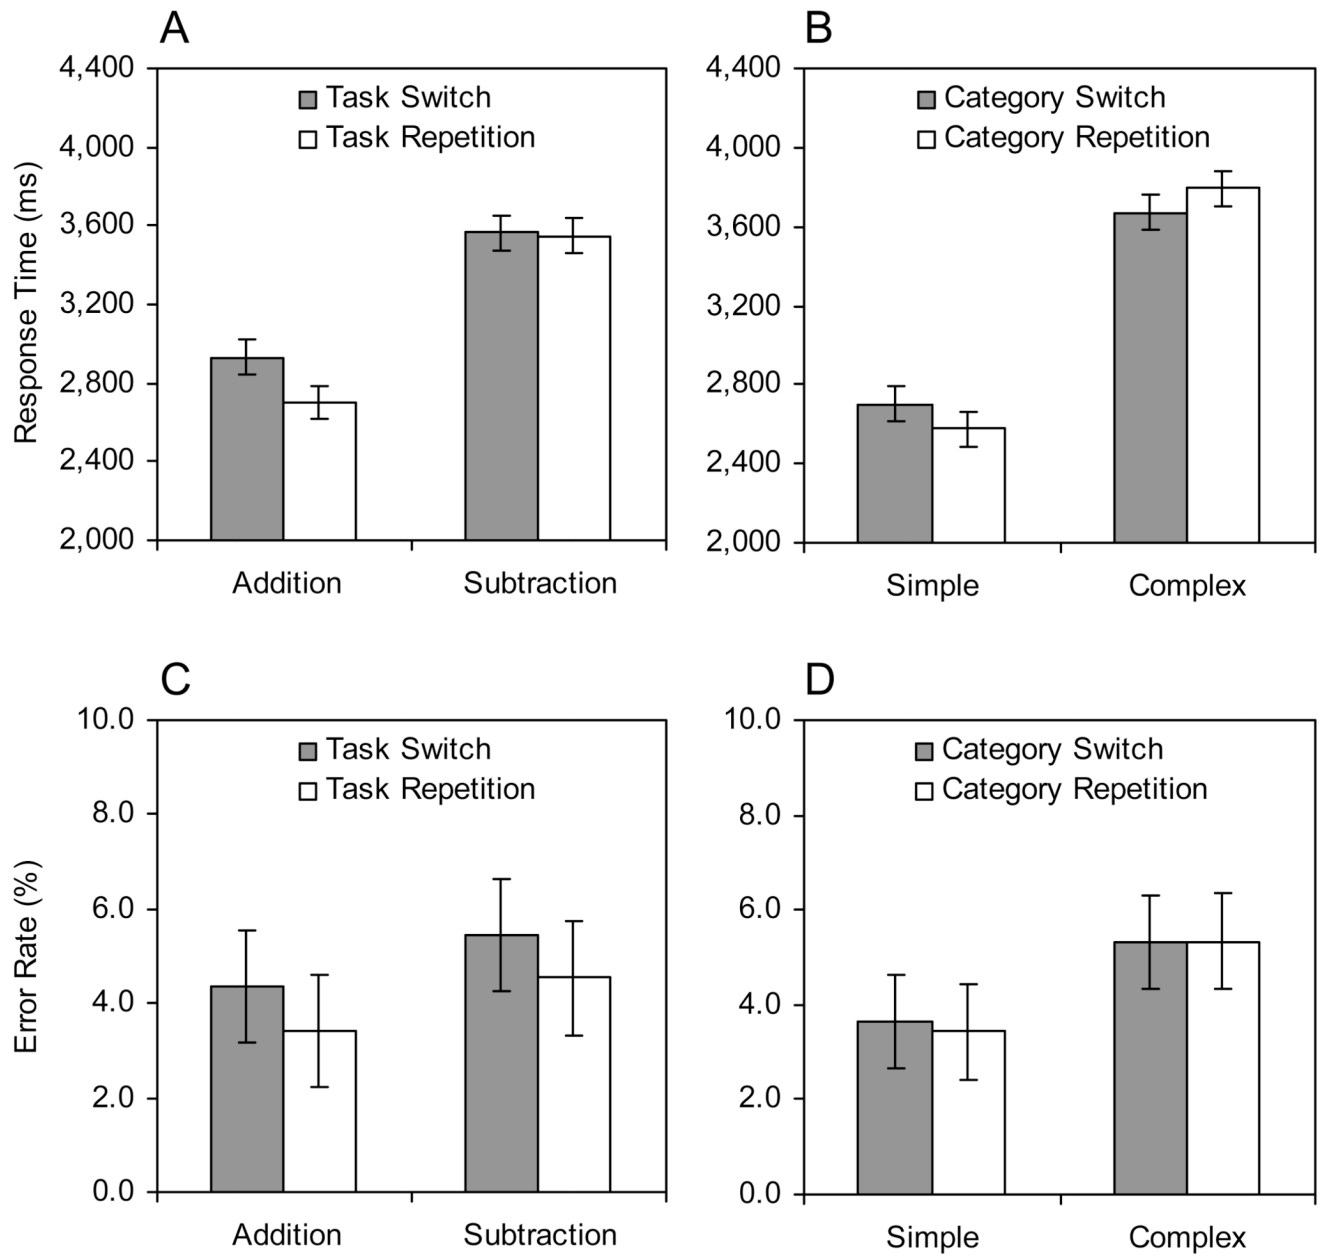 A
4,400
4,000
3,600
3,200
2,800
2,400
2,000
Response Time (ms)
Task Switch
Task Repetition
Addition
Subtraction
B
4,400
4,000
3,600
3,200
2,800
2,400
2,000
Category Switch
Category Repetition
Simple
Complex
C
10.0
8.0
6.0
4.0
2.0
0.0
Error Rate (%)
Task Switch
Task Repetition
Addition
Subtraction
D
10.0
8.0
6.0
4.0
2.0
0.0
Category Switch
Category Repetition
Simple
Complex